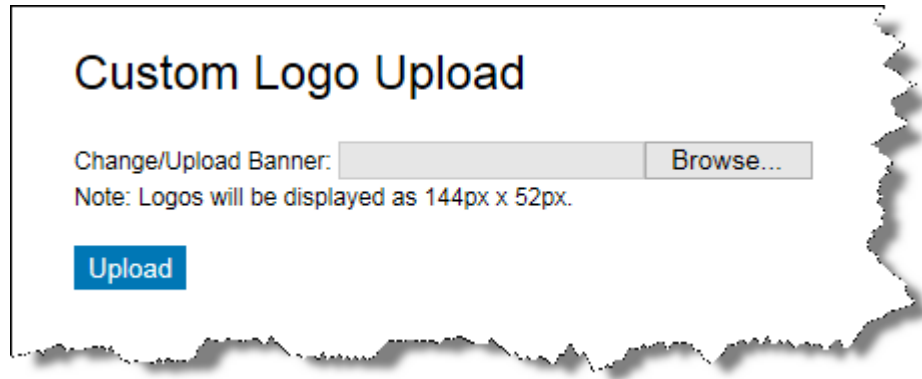 Custom Logo Upload
Change/Upload Banner: Browse...
Note: Logos will be displayed as 144px x 52px.
Upload